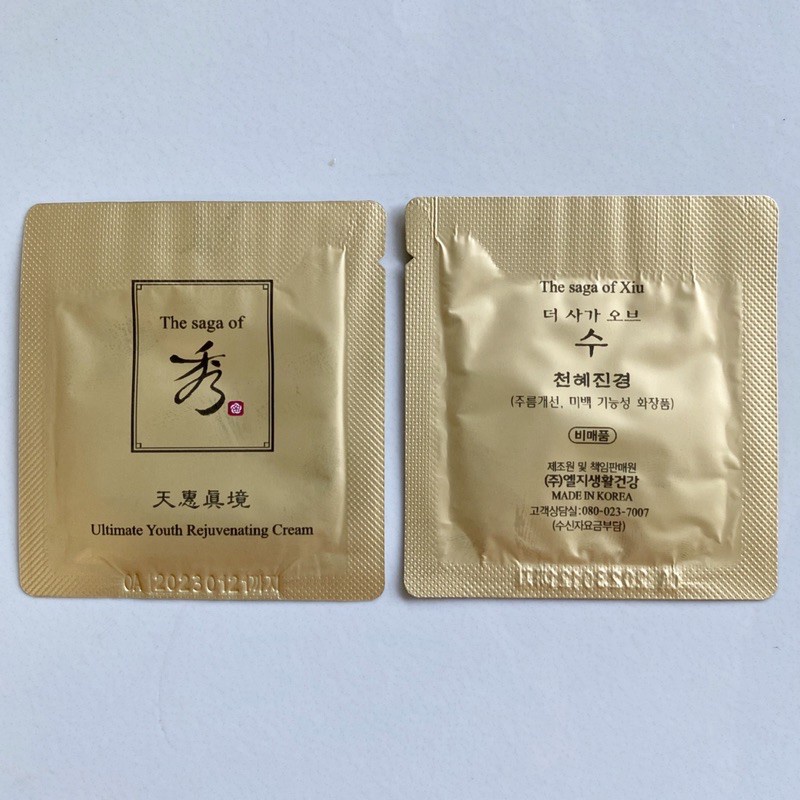 The saga of
秀
天惠眞境
Ultimate Youth Rejuvenating Cream
The saga of Xiu
더 사가 오브
수
천혜진경
(주름개선, 미백 기능성 화장품)
비매품
제조원 및 책임판매원
(주)엘지생활건강
MADE IN KOREA
고객상담실:080-023-7007
(수신자요금부담)